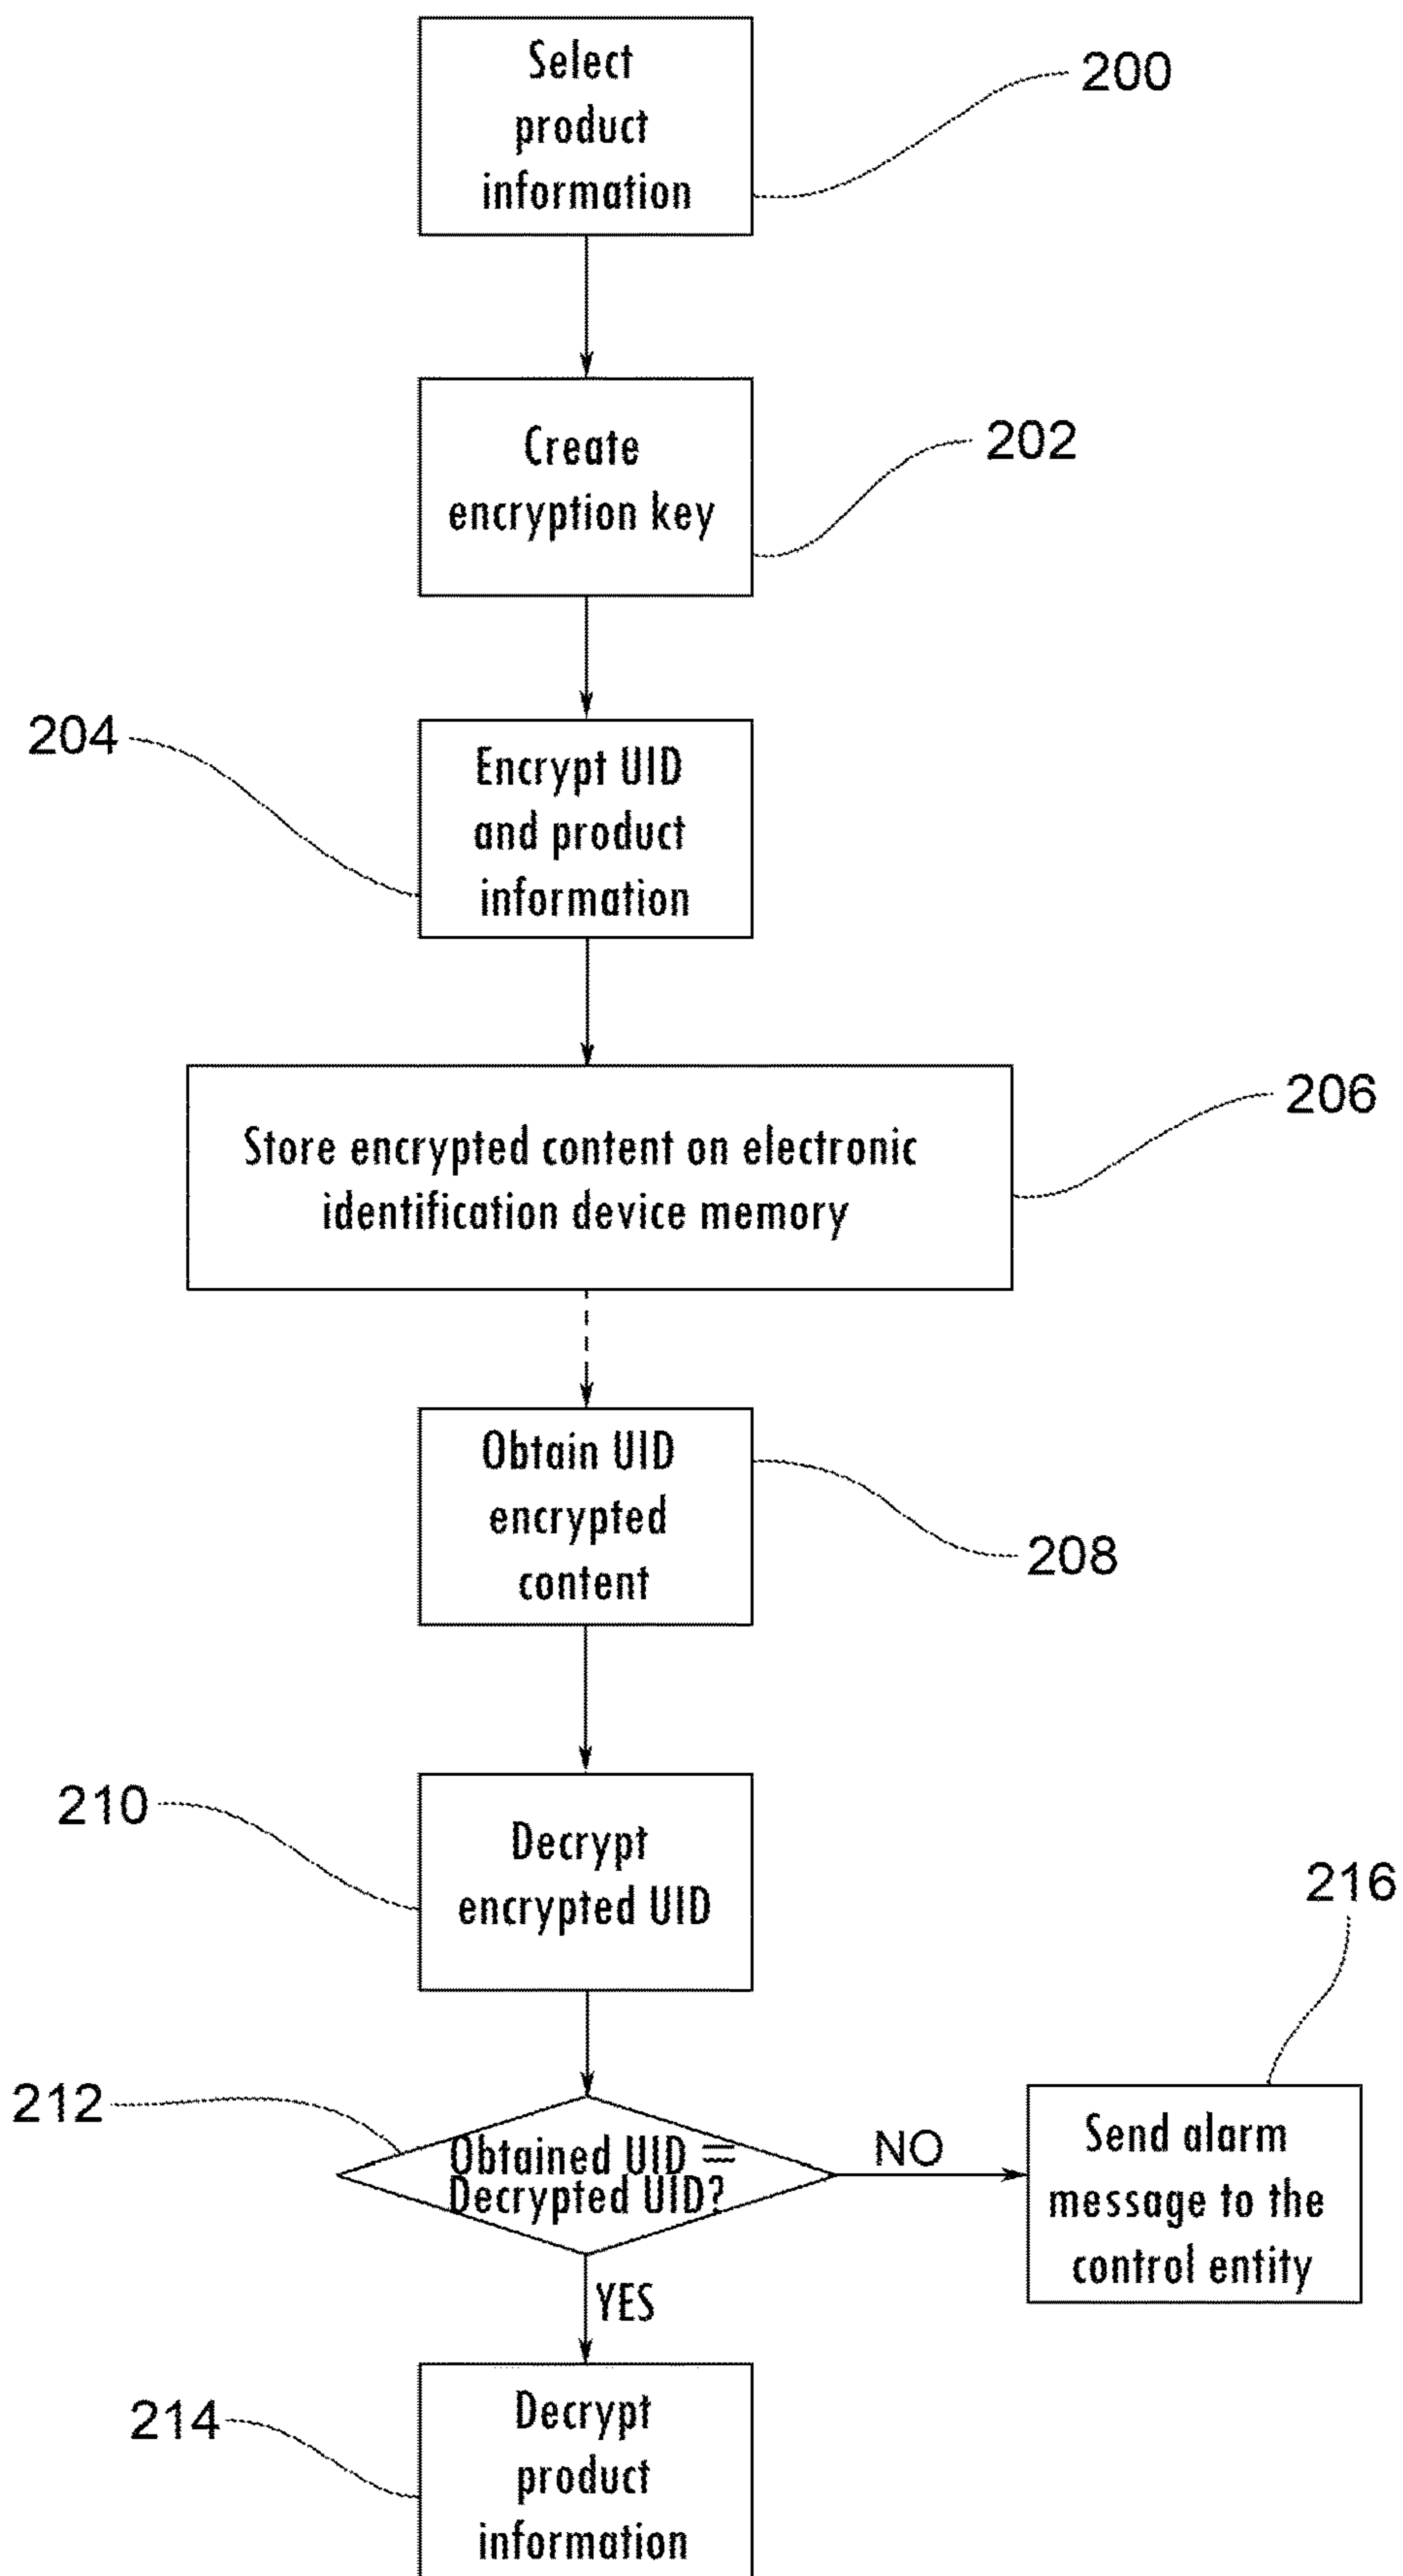 Select
product
information
200
Create
encryption key
202
204
Encrypt UID
and product
information
Store encrypted content on electronic
identification device memory
206
Obtain UID
encrypted
content
208
210
Decrypt
encrypted UID
216
212
Obtained UID =
Decrypted UID?
NO
Send alarm
message to the
control entity
YES
214
Decrypt
product
information